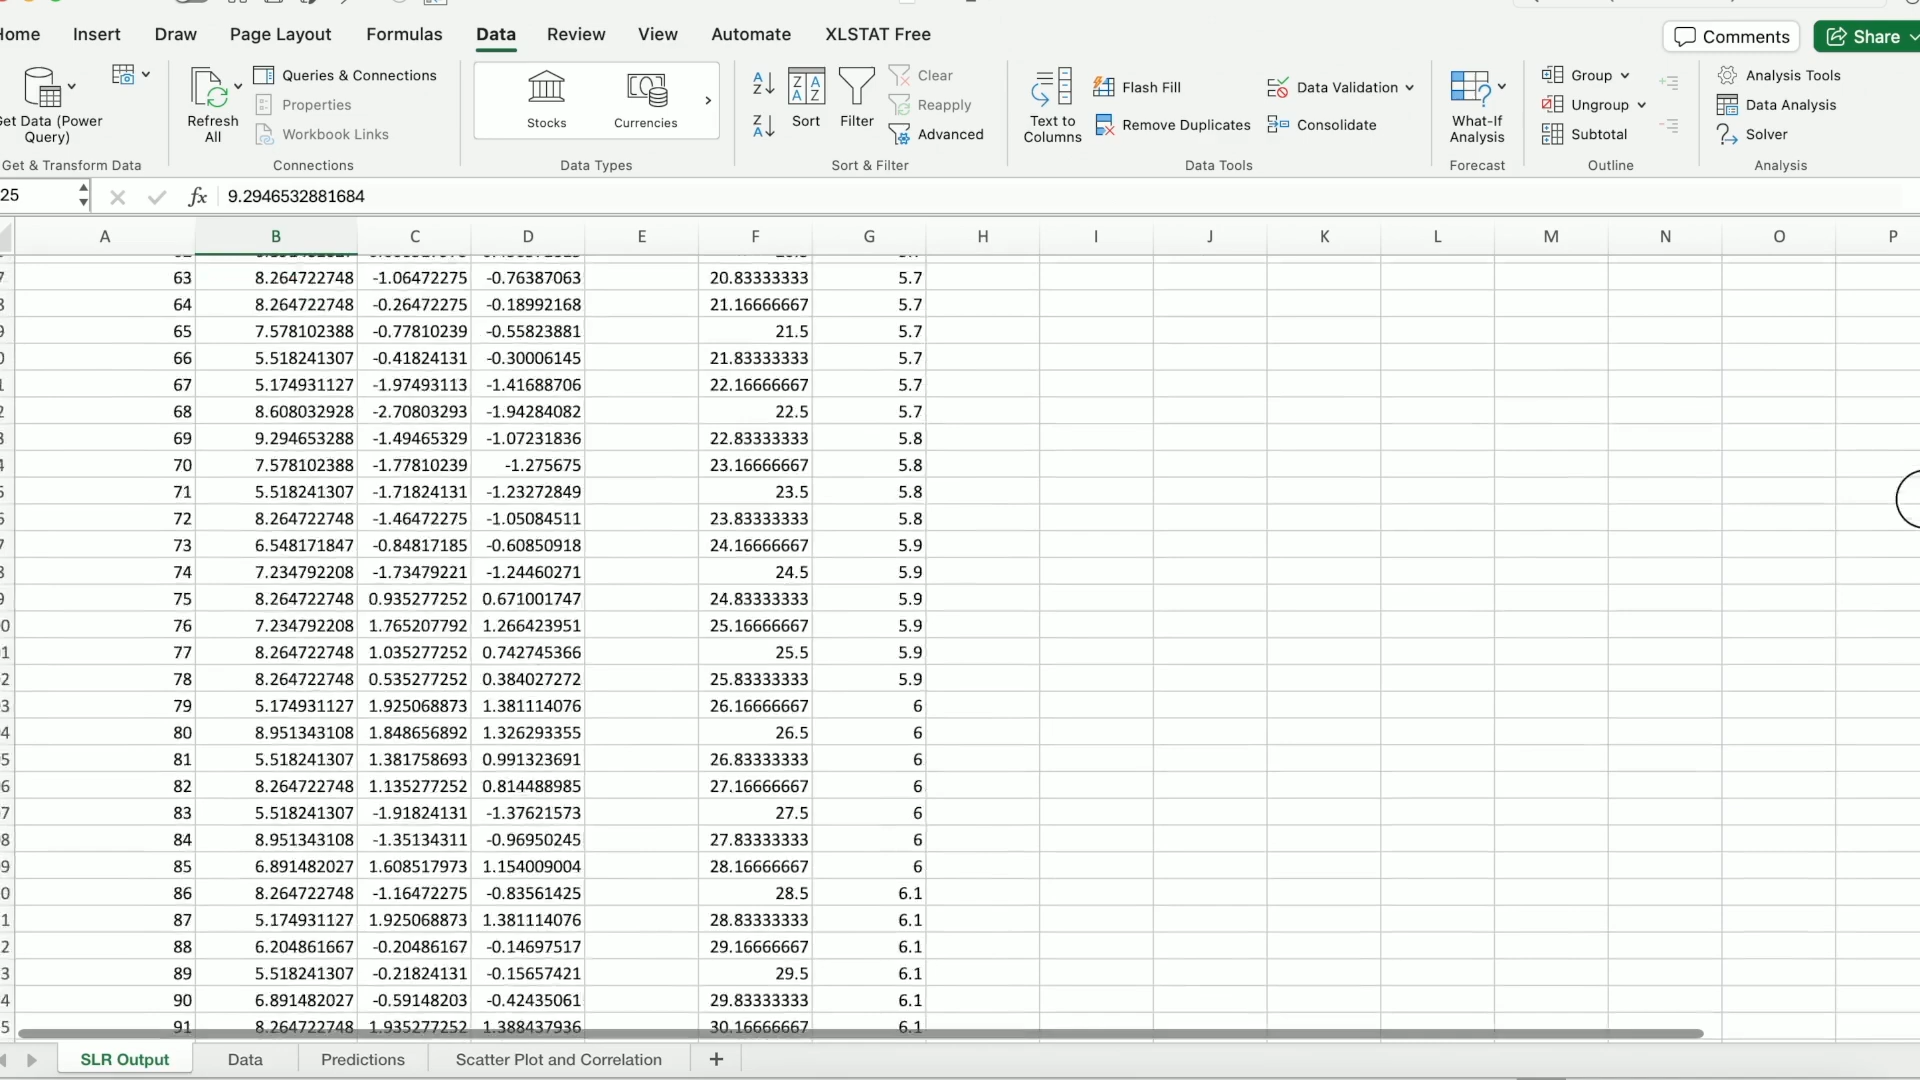 Home Insert Draw Page Layout Formulas Data Review View Automate XLSTAT Free Comments Share
Get Data (Power Query) Refresh All Queries & Connections Properties Workbook Links Stocks Currencies Sort Filter Clear Reapply Advanced Text to Columns Flash Fill Remove Duplicates Data Validation Consolidate What-If Analysis Group Ungroup Subtotal Analysis Tools Data Analysis Solver
Get & Transform Data Connections Data Types Sort & Filter Data Tools Forecast Outline Analysis
25 fx 9.2946532881684
A B C D E F G H I J K L M N O P
63 8.264722748 -1.06472275 -0.76387063 20.83333333 5.7
64 8.264722748 -0.26472275 -0.18992168 21.16666667 5.7
65 7.578102388 -0.77810239 -0.55823881 21.5 5.7
66 5.518241307 -0.41824131 -0.30006145 21.83333333 5.7
67 5.174931127 -1.97493113 -1.41688706 22.16666667 5.7
68 8.608032928 -2.70803293 -1.94284082 22.5 5.7
69 9.294653288 -1.49465329 -1.07231836 22.83333333 5.8
70 7.578102388 -1.77810239 -1.275675 23.16666667 5.8
71 5.518241307 -1.71824131 -1.23272849 23.5 5.8
72 8.264722748 -1.46472275 -1.05084511 23.83333333 5.8
73 6.548171847 -0.84817185 -0.60850918 24.16666667 5.9
74 7.234792208 -1.73479221 -1.24460271 24.5 5.9
75 8.264722748 0.935277252 0.671001747 24.83333333 5.9
76 7.234792208 1.765207792 1.266423951 25.16666667 5.9
77 8.264722748 1.035277252 0.742745366 25.5 5.9
78 8.264722748 0.535277252 0.384027272 25.83333333 5.9
79 5.174931127 1.925068873 1.381114076 26.16666667 6
80 8.951343108 1.848656892 1.326293355 26.5 6
81 5.518241307 1.381758693 0.991323691 26.83333333 6
82 8.264722748 1.135277252 0.814488985 27.16666667 6
83 5.518241307 -1.91824131 -1.37621573 27.5 6
84 8.951343108 -1.35134311 -0.96950245 27.83333333 6
85 6.891482027 1.608517973 1.154009004 28.16666667 6
86 8.264722748 -1.16472275 -0.83561425 28.5 6.1
87 5.174931127 1.925068873 1.381114076 28.83333333 6.1
88 6.204861667 -0.20486167 -0.14697517 29.16666667 6.1
89 5.518241307 -0.21824131 -0.15657421 29.5 6.1
90 6.891482027 -0.59148203 -0.42435061 29.83333333 6.1
91 8.264722748 1.935277252 1.388437936 30.16666667 6.1
SLR Output Data Predictions Scatter Plot and Correlation +